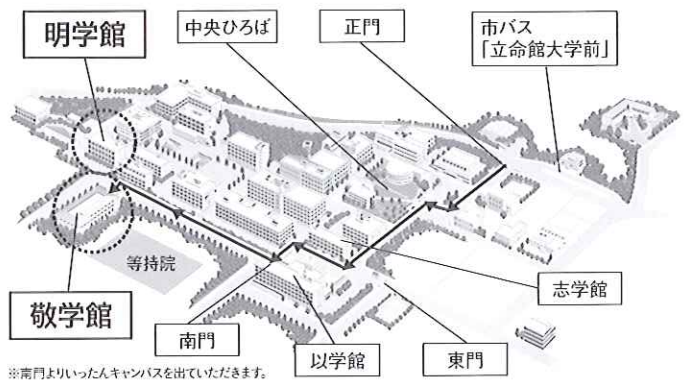 明学館
中央ひろば
正門
市バス
「立命館大学前」
等持院
敬学館
南門
以学館
東門
志学館
※南門よりいったんキャンパスを出ていただきます。